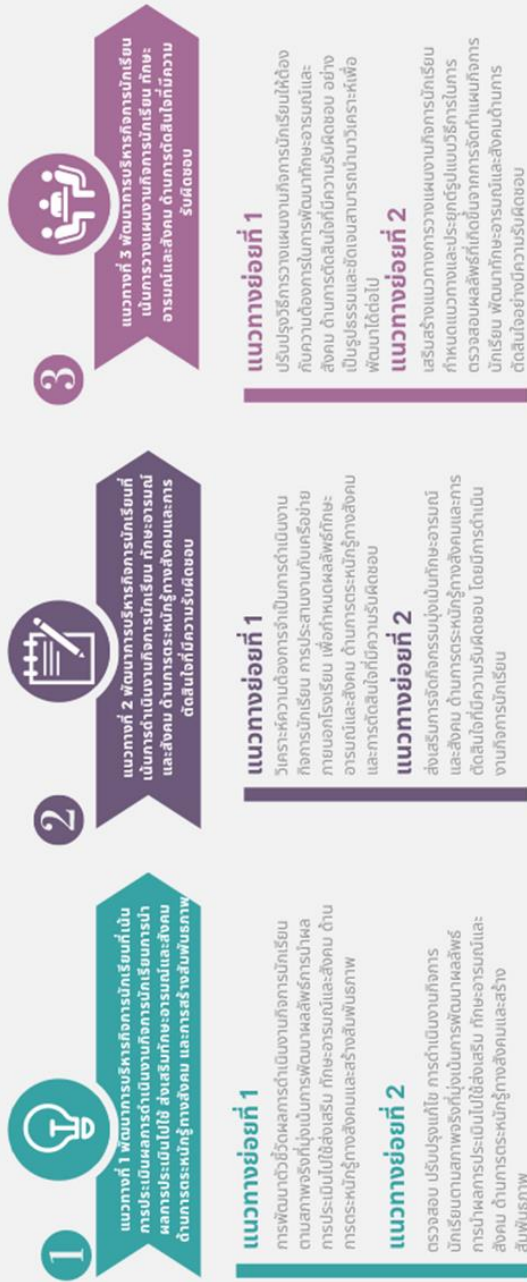 1
แนวทางที่ 1 พัฒนาการบริหารกิจการนักเรียนที่เน้น
การประเมินผลการดำเนินงานกิจการนักเรียนการนำ
ผลการประเมินไปใช้ ส่งเสริมทักษะอารมณ์และสังคม
ด้านการตระหนักรู้ทางสังคม และการสร้างสัมพันธภาพ
แนวทางย่อยที่ 1
การพัฒนาตัวชี้วัดผลการดำเนินงานกิจการนักเรียน
ตามสภาพจริงที่มุ่งเน้นการพัฒนาผลลัพธ์การนำผล
การประเมินไปใช้ส่งเสริม ทักษะอารมณ์และสังคม ด้าน
การตระหนักรู้ทางสังคมและสร้างสัมพันธภาพ
แนวทางย่อยที่ 2
ตรวจสอบ ปรับปรุงแก้ไข การดำเนินงานกิจการ
นักเรียนตามสภาพจริงที่มุ่งเน้นการพัฒนาผลลัพธ์
การนำผลการประเมินไปใช้ส่งเสริม ทักษะอารมณ์และ
สังคม ด้านการตระหนักรู้ทางสังคมและสร้าง
สัมพันธภาพ
2
แนวทางที่ 2 พัฒนาการบริหารกิจการนักเรียนที่
เน้นการดำเนินงานกิจการนักเรียน ทักษะอารมณ์
และสังคม ด้านการตระหนักรู้ทางสังคมและการ
ตัดสินใจที่มีความรับผิดชอบ
แนวทางย่อยที่ 1
วิเคราะห์ความต้องการจำเป็นการดำเนินงาน
กิจการนักเรียน การประสานงานกับเครือข่าย
ภายนอกโรงเรียน เพื่อกำหนดผลลัพธ์ทักษะ
อารมณ์และสังคม ด้านการตระหนักรู้ทางสังคม
และการตัดสินใจที่มีความรับผิดชอบ
แนวทางย่อยที่ 2
ส่งเสริมการจัดกิจกรรมมุ่งเน้นทักษะอารมณ์
และสังคม ด้านการตระหนักรู้ทางสังคมและการ
ตัดสินใจที่มีความรับผิดชอบ โดยมีการดำเนิน
งานกิจการนักเรียน
3
แนวทางที่ 3 พัฒนาการบริหารกิจการนักเรียน
เน้นการวางแผนงานกิจการนักเรียน ทักษะ
อารมณ์และสังคม ด้านการตัดสินใจที่มีความ
รับผิดชอบ
แนวทางย่อยที่ 1
ปรับปรุงวิธีการวางแผนงานกิจการนักเรียนให้ต้อง
กับความต้องการในการพัฒนาทักษะอารมณ์และ
สังคม ด้านการตัดสินใจที่มีความรับผิดชอบ อย่าง
เป็นรูปธรรมและชัดเจนสามารถนำมาวิเคราะห์เพื่อ
พัฒนาได้ต่อไป
แนวทางย่อยที่ 2
เสริมสร้างแนวทางการวางแผนงานกิจการนักเรียน
กำหนดแนวทางและประยุกต์รูปแบบวิธีการในการ
ตรวจสอบผลลัพธ์ที่เกิดขึ้นจากการจัดทำแผนกิจการ
นักเรียน พัฒนาทักษะอารมณ์และสังคมด้านการ
ตัดสินใจอย่างมีความรับผิดชอบ